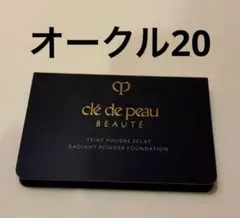 オークル20
clé de peau
BEAUTÉ
TEINT POUDRE ÉCLAT
RADIANT POWDER FOUNDATION